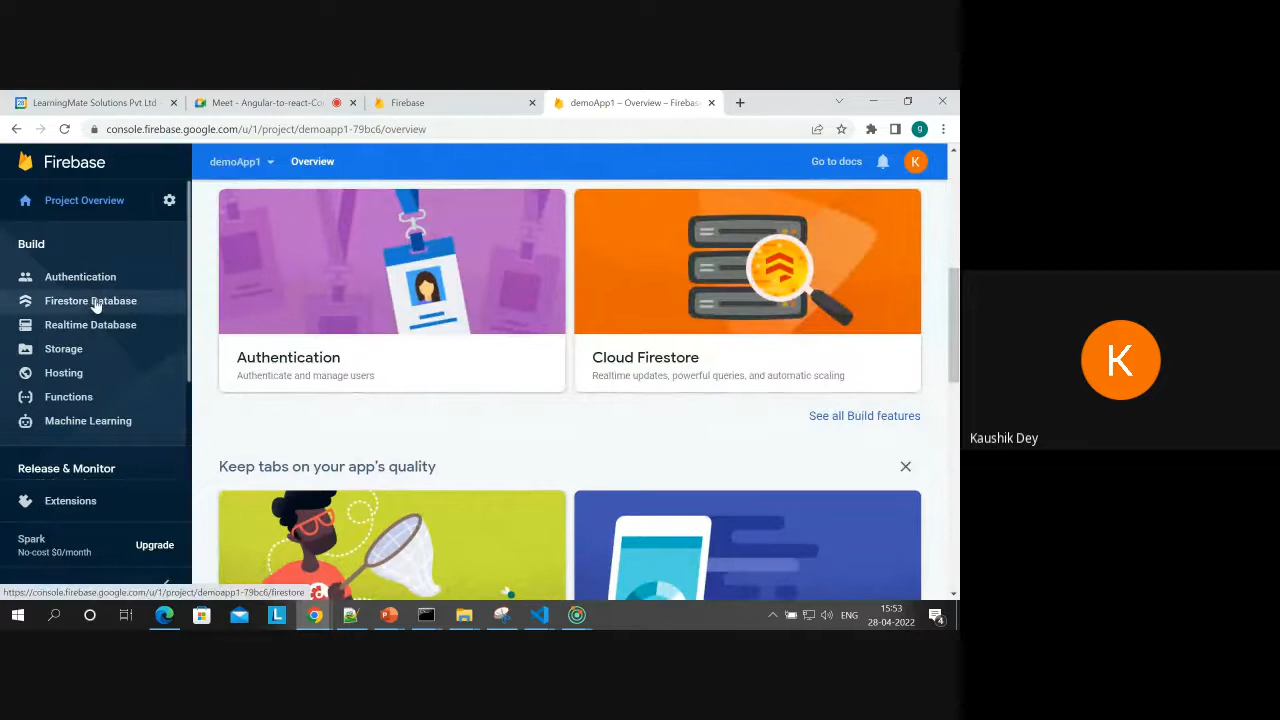 LearningMate Solutions Pvt Ltd
Meet - Angular-to-react-Co
Firebase
demoApp1 – Overview – Fireba
console.firebase.google.com/u/1/project/demoapp1-79bc6/overview
g
Firebase
demoApp1
Overview
Go to docs
K
Project Overview
Build
Authentication
Firestore Database
Realtime Database
Storage
Hosting
Functions
Machine Learning
Release & Monitor
Extensions
Spark
No-cost $0/month
Upgrade
Authentication
Authenticate and manage users
Cloud Firestore
Realtime updates, powerful queries, and automatic scaling
See all Build features
Keep tabs on your app's quality
https://console.firebase.google.com/u/1/project/demoapp1-79bc6/firestore
L
ENG
15:53
28-04-2022
4
K
Kaushik Dey